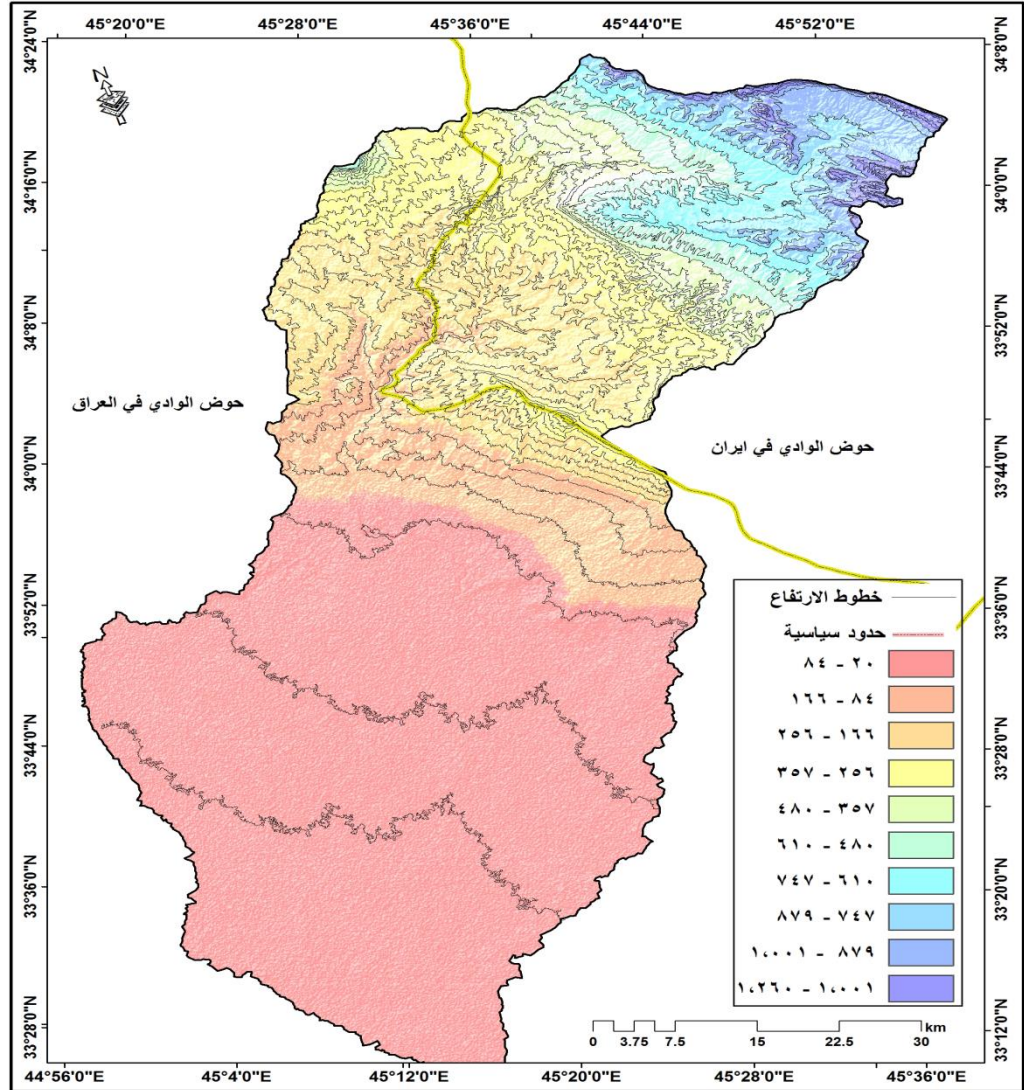 45°20'0"E 45°28'0"E 45°36'0"E 45°44'0"E 45°52'0"E
34°24'0"N
34°16'0"N
34°8'0"N
34°0'0"N
33°52'0"N
33°44'0"N
33°36'0"N
33°28'0"N
34°8'0"N
34°0'0"N
33°52'0"N
33°44'0"N
33°36'0"N
33°28'0"N
33°20'0"N
33°12'0"N
N
حوض الوادي في العراق
حوض الوادي في ايران
خطوط الارتفاع
حدود سياسية
٢٠ - ٨٤
٨٤ - ١٦٦
١٦٦ - ٢٥٦
٢٥٦ - ٣٥٧
٣٥٧ - ٤٨٠
٤٨٠ - ٦١٠
٦١٠ - ٧٤٧
٧٤٧ - ٨٧٩
٨٧٩ - ١،٠٠١
١،٠٠١ - ١،٢٦٠
km
0 3.75 7.5 15 22.5 30
44°56'0"E 45°4'0"E 45°12'0"E 45°20'0"E 45°28'0"E 45°36'0"E